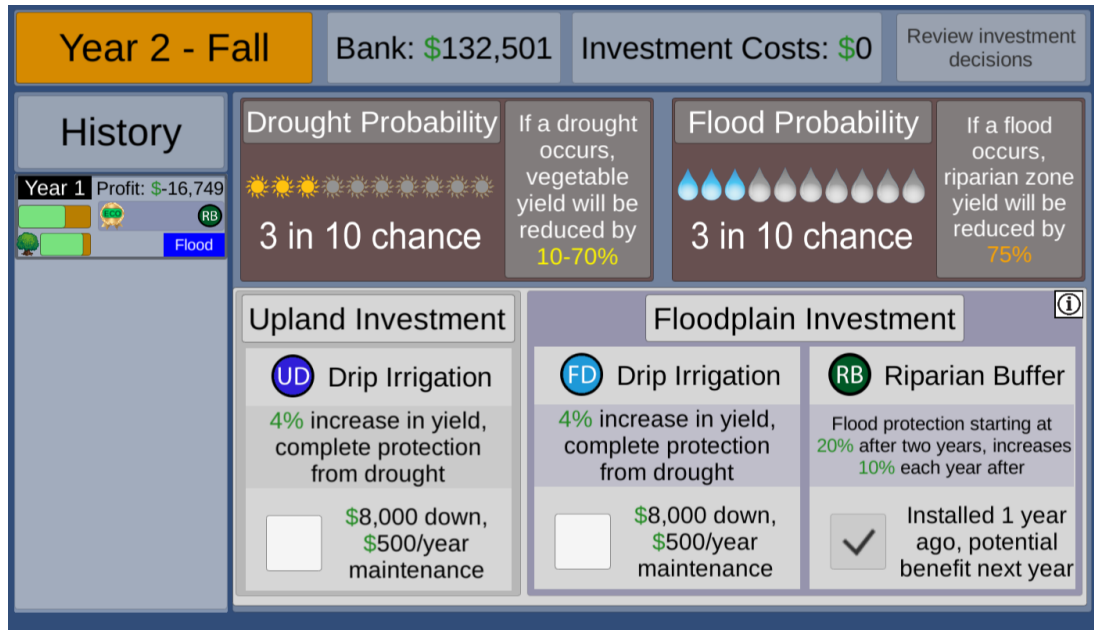 Year 2 - Fall
Bank: $132,501
Investment Costs: $0
Review investment
decisions
History
Year 1 Profit: $-16,749
ECO
RB
Flood
Drought Probability
3 in 10 chance
If a drought
occurs,
vegetable
yield will be
reduced by
10-70%
Flood Probability
3 in 10 chance
If a flood
occurs,
riparian zone
yield will be
reduced by
75%
Upland Investment
UD Drip Irrigation
4% increase in yield,
complete protection
from drought
$8,000 down,
$500/year
maintenance
Floodplain Investment
i
FD Drip Irrigation
4% increase in yield,
complete protection
from drought
$8,000 down,
$500/year
maintenance
RB Riparian Buffer
Flood protection starting at
20% after two years, increases
10% each year after
Installed 1 year
ago, potential
benefit next year